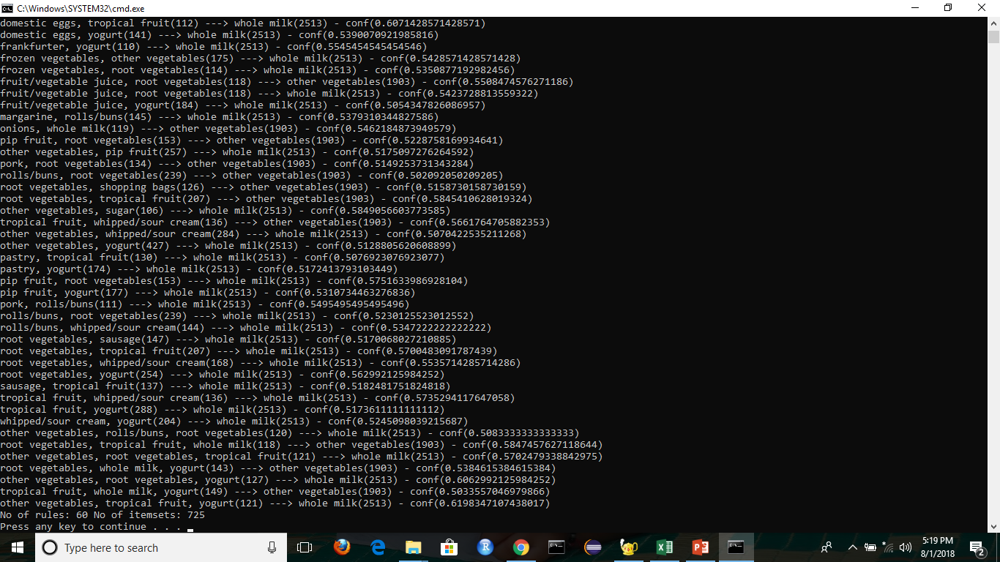 C:\Windows\SYSTEM32\cmd.exe
domestic eggs, tropical fruit(112) ---> whole milk(2513) - conf(0.6071428571428571)
domestic eggs, yogurt(141) ---> whole milk(2513) - conf(0.5390070921985816)
frankfurter, yogurt(110) ---> whole milk(2513) - conf(0.5545454545454546)
frozen vegetables, other vegetables(175) ---> whole milk(2513) - conf(0.5428571428571428)
frozen vegetables, root vegetables(114) ---> whole milk(2513) - conf(0.5350877192982456)
fruit/vegetable juice, root vegetables(118) ---> other vegetables(1903) - conf(0.5508474576271186)
fruit/vegetable juice, root vegetables(118) ---> whole milk(2513) - conf(0.5423728813559322)
fruit/vegetable juice, yogurt(184) ---> whole milk(2513) - conf(0.5054347826086957)
margarine, rolls/buns(145) ---> whole milk(2513) - conf(0.5379310344827586)
onions, whole milk(119) ---> other vegetables(1903) - conf(0.5462184873949579)
pip fruit, root vegetables(153) ---> other vegetables(1903) - conf(0.5228758169934641)
other vegetables, pip fruit(257) ---> whole milk(2513) - conf(0.5175097276264592)
pork, root vegetables(134) ---> other vegetables(1903) - conf(0.5149253731343284)
rolls/buns, root vegetables(239) ---> other vegetables(1903) - conf(0.502092050209205)
root vegetables, shopping bags(126) ---> other vegetables(1903) - conf(0.5158730158730159)
root vegetables, tropical fruit(207) ---> other vegetables(1903) - conf(0.5845410628019324)
other vegetables, sugar(106) ---> whole milk(2513) - conf(0.5849056603773585)
tropical fruit, whipped/sour cream(136) ---> other vegetables(1903) - conf(0.5661764705882353)
other vegetables, whipped/sour cream(284) ---> whole milk(2513) - conf(0.5070422535211268)
other vegetables, yogurt(427) ---> whole milk(2513) - conf(0.5128805620608899)
pastry, tropical fruit(130) ---> whole milk(2513) - conf(0.5076923076923077)
pastry, yogurt(174) ---> whole milk(2513) - conf(0.5172413793103449)
pip fruit, root vegetables(153) ---> whole milk(2513) - conf(0.5751633986928104)
pip fruit, yogurt(177) ---> whole milk(2513) - conf(0.5310734463276836)
pork, rolls/buns(111) ---> whole milk(2513) - conf(0.5495495495495496)
rolls/buns, root vegetables(239) ---> whole milk(2513) - conf(0.5230125523012552)
rolls/buns, whipped/sour cream(144) ---> whole milk(2513) - conf(0.5347222222222222)
root vegetables, sausage(147) ---> whole milk(2513) - conf(0.5170068027210885)
root vegetables, tropical fruit(207) ---> whole milk(2513) - conf(0.5700483091787439)
root vegetables, whipped/sour cream(168) ---> whole milk(2513) - conf(0.5535714285714286)
root vegetables, yogurt(254) ---> whole milk(2513) - conf(0.562992125984252)
sausage, tropical fruit(137) ---> whole milk(2513) - conf(0.5182481751824818)
tropical fruit, whipped/sour cream(136) ---> whole milk(2513) - conf(0.5735294117647058)
tropical fruit, yogurt(288) ---> whole milk(2513) - conf(0.5173611111111112)
whipped/sour cream, yogurt(204) ---> whole milk(2513) - conf(0.5245098039215687)
other vegetables, rolls/buns, root vegetables(120) ---> whole milk(2513) - conf(0.5083333333333333)
root vegetables, tropical fruit, whole milk(118) ---> other vegetables(1903) - conf(0.5847457627118644)
other vegetables, root vegetables, tropical fruit(121) ---> whole milk(2513) - conf(0.5702479338842975)
root vegetables, whole milk, yogurt(143) ---> other vegetables(1903) - conf(0.5384615384615384)
other vegetables, root vegetables, yogurt(127) ---> whole milk(2513) - conf(0.6062992125984252)
tropical fruit, whole milk, yogurt(149) ---> other vegetables(1903) - conf(0.5033557046979866)
other vegetables, tropical fruit, yogurt(121) ---> whole milk(2513) - conf(0.6198347107438017)
No of rules: 60 No of itemsets: 725
Press any key to continue . . .
Type here to search
5:19 PM
8/1/2018
2